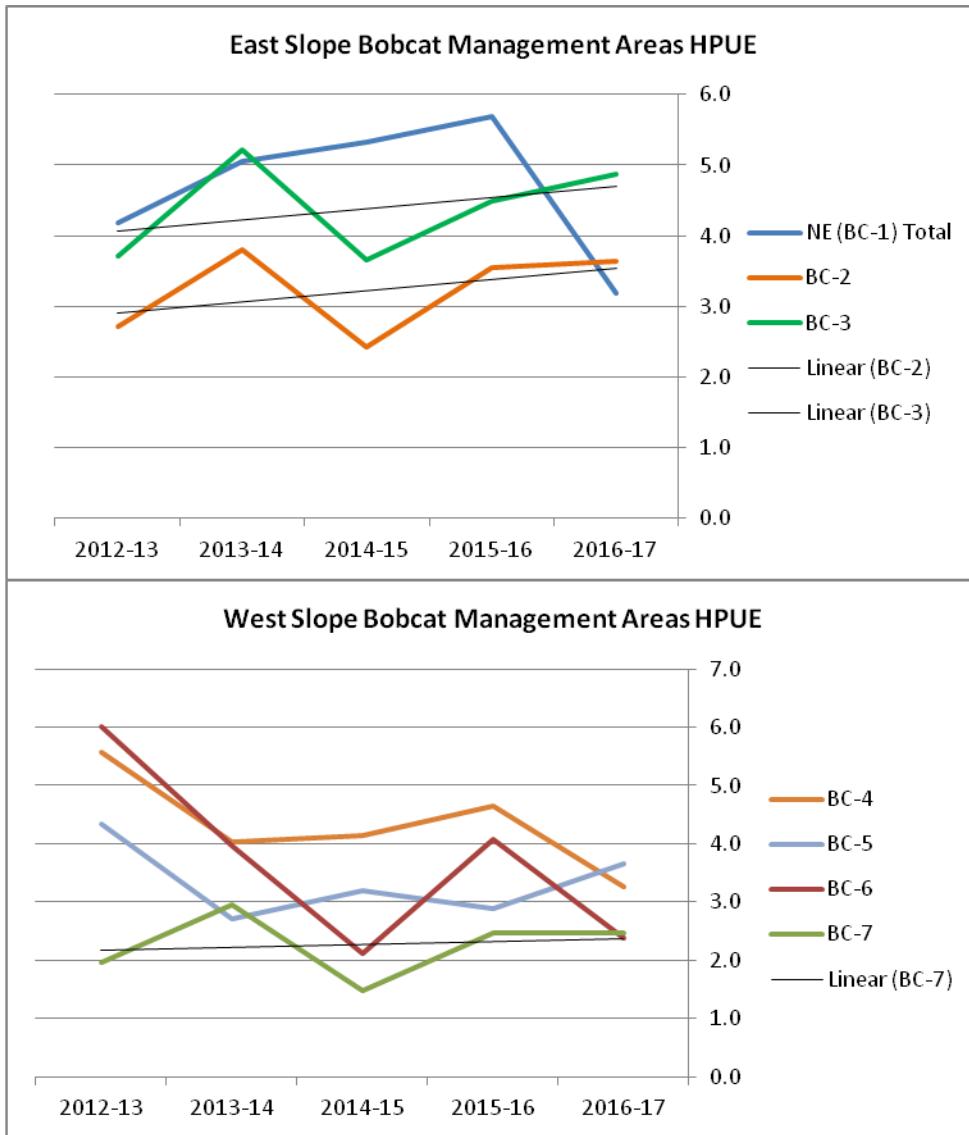 East Slope Bobcat Management Areas HPUE
6.0
5.0
4.0
3.0
2.0
1.0
0.0
NE (BC-1) Total
BC-2
BC-3
Linear (BC-2)
Linear (BC-3)
2012-13 2013-14 2014-15 2015-16 2016-17
West Slope Bobcat Management Areas HPUE
7.0
6.0
5.0
4.0
3.0
2.0
1.0
0.0
BC-4
BC-5
BC-6
BC-7
Linear (BC-7)
2012-13 2013-14 2014-15 2015-16 2016-17